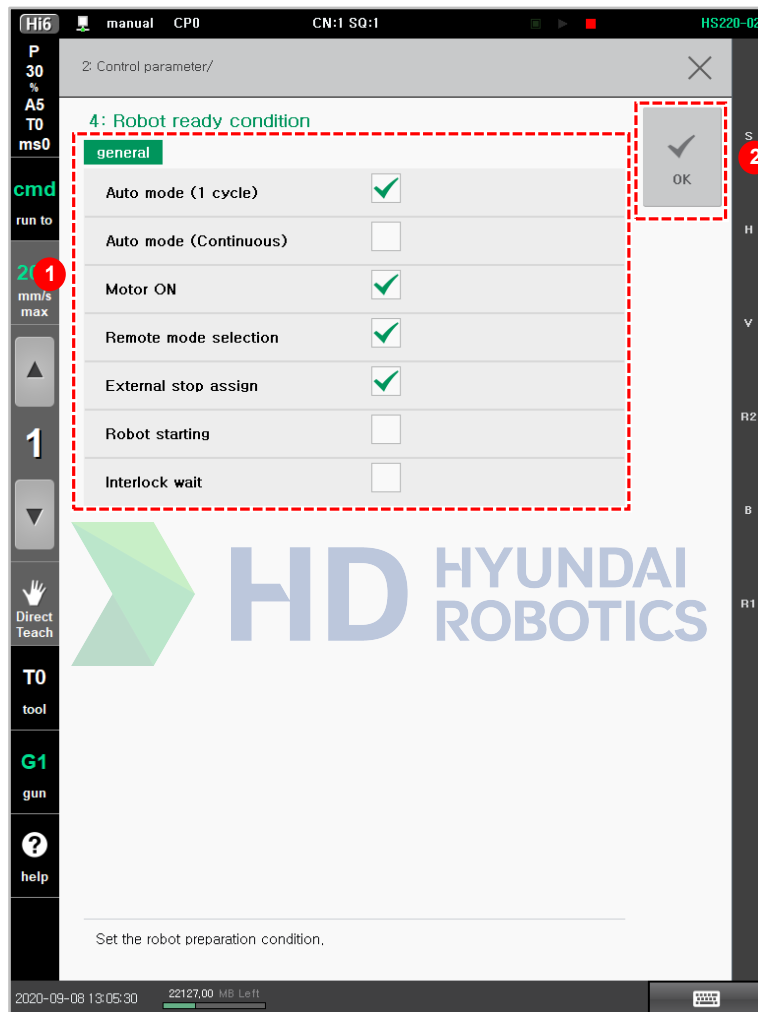 Hi6 manual CP0 CN:1 SQ:1 HS220-02
P
30
%
A5
T0
ms0
cmd
run to
mm/s
max
1
Direct
Teach
T0
tool
G1
gun
?
help
2: Control parameter/
4: Robot ready condition
general
Auto mode (1 cycle)
Auto mode (Continuous)
Motor ON
Remote mode selection
External stop assign
Robot starting
Interlock wait
1
OK
2
S
H
V
R2
B
R1
HD HYUNDAI
ROBOTICS
Set the robot preparation condition.
2020-09-08 13:05:30 22127,00 MB Left